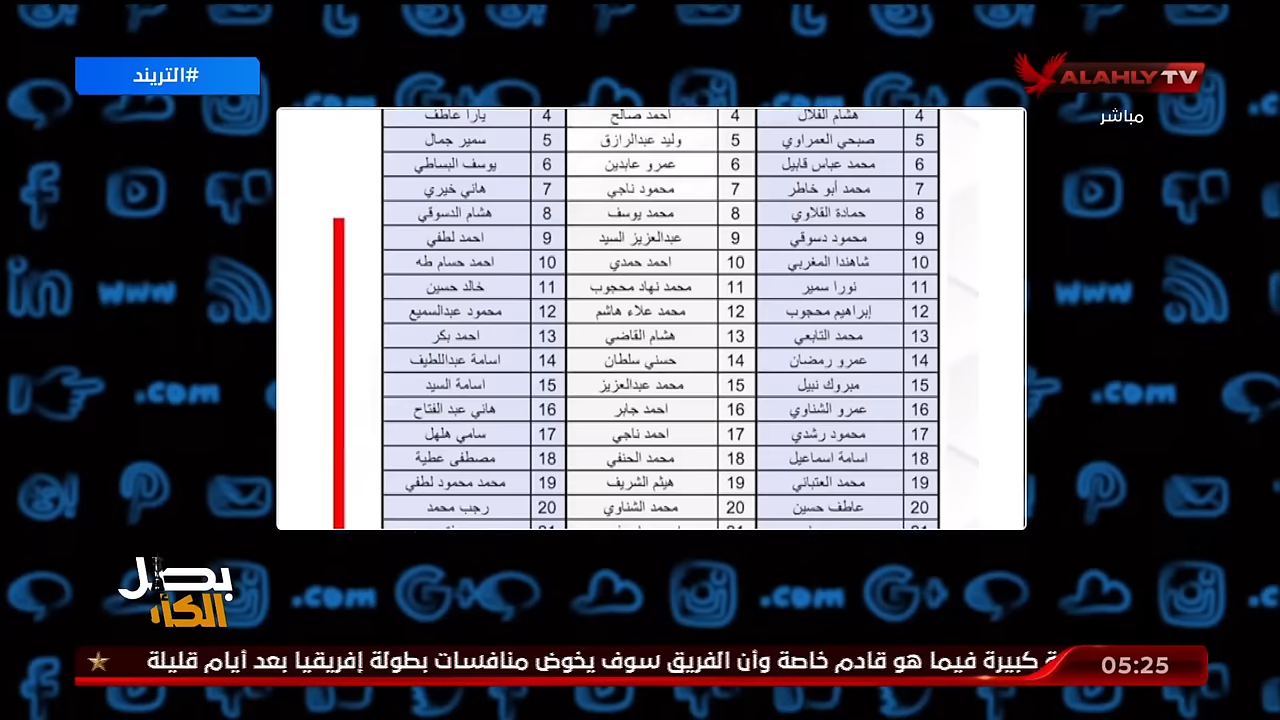 #التريند
ALAHLY TV
مباشر
4 هشام القلال 4 احمد صالح 4 يارا عاطف
5 صبحي العمراوي 5 وليد عبدالرازق 5 سمير جمال
6 محمد عباس قابيل 6 عمرو عابدين 6 يوسف البساطي
7 محمد أبو خاطر 7 محمود ناجي 7 هاني خيري
8 حمادة القلاوي 8 محمد يوسف 8 هشام الدسوقي
9 محمود دسوقي 9 عبدالعزيز السيد 9 احمد لطفي
10 شاهندا المغربي 10 احمد حمدي 10 احمد حسام طه
11 نورا سمير 11 محمد نهاد محجوب 11 خالد حسين
12 إبراهيم محجوب 12 محمد علاء هاشم 12 محمود عبدالسميع
13 محمد التابعي 13 هشام القاضي 13 احمد بكر
14 عمرو رمضان 14 حسني سلطان 14 اسامة عبداللطيف
15 مبروك نبيل 15 محمد عبدالعزيز 15 اسامة السيد
16 عمرو الشناوي 16 احمد جابر 16 هاني عبد الفتاح
17 محمود رشدي 17 احمد ناجي 17 سامي هلهل
18 اسامة اسماعيل 18 محمد الحنفي 18 مصطفى عطية
19 محمد العتباني 19 هيثم الشريف 19 محمد محمود لطفي
20 عاطف حسين 20 محمد الشناوي 20 رجب محمد
كبيرة فيما هو قادم خاصة وأن الفريق سوف يخوض منافسات بطولة إفريقيا بعد أيام قليلة
05:25